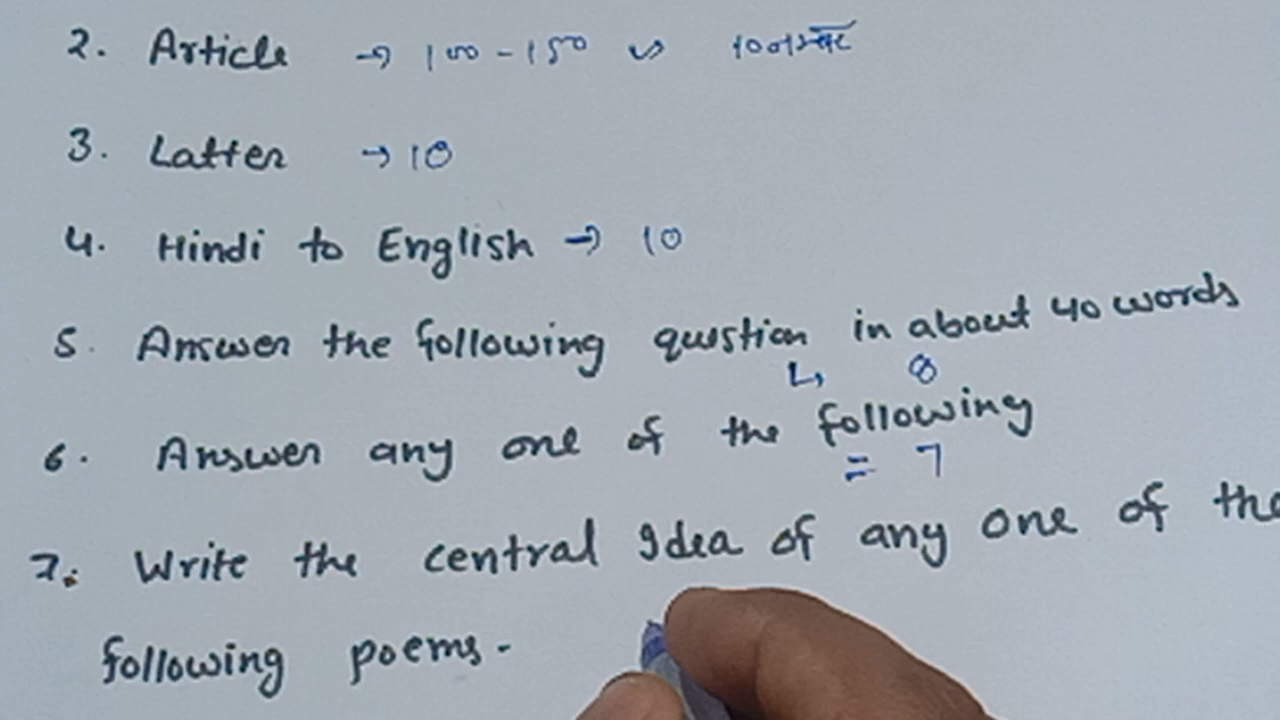 2. Article → 100-150 
3. Latter → 10
4. Hindi to English → 10
5. Answer the following question in about 40 words
↳ 8
6. Answer any one of the following
= 7
7. Write the central Idea of any one of the
following poems.